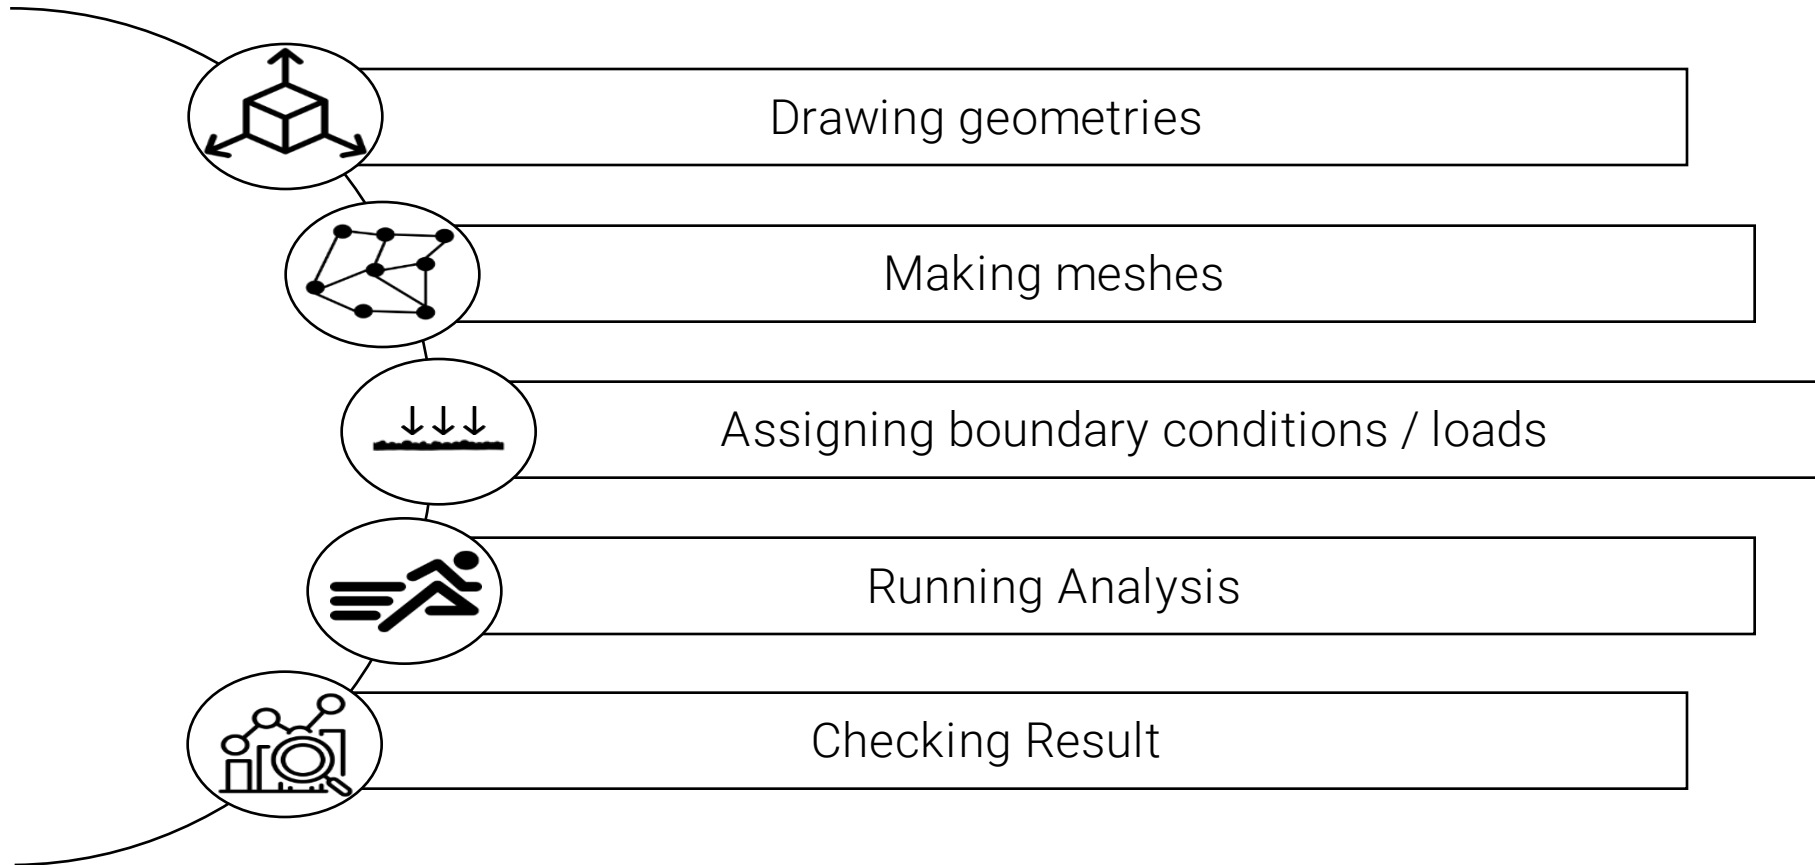 Drawing geometries
Making meshes
Assigning boundary conditions / loads
Running Analysis
Checking Result